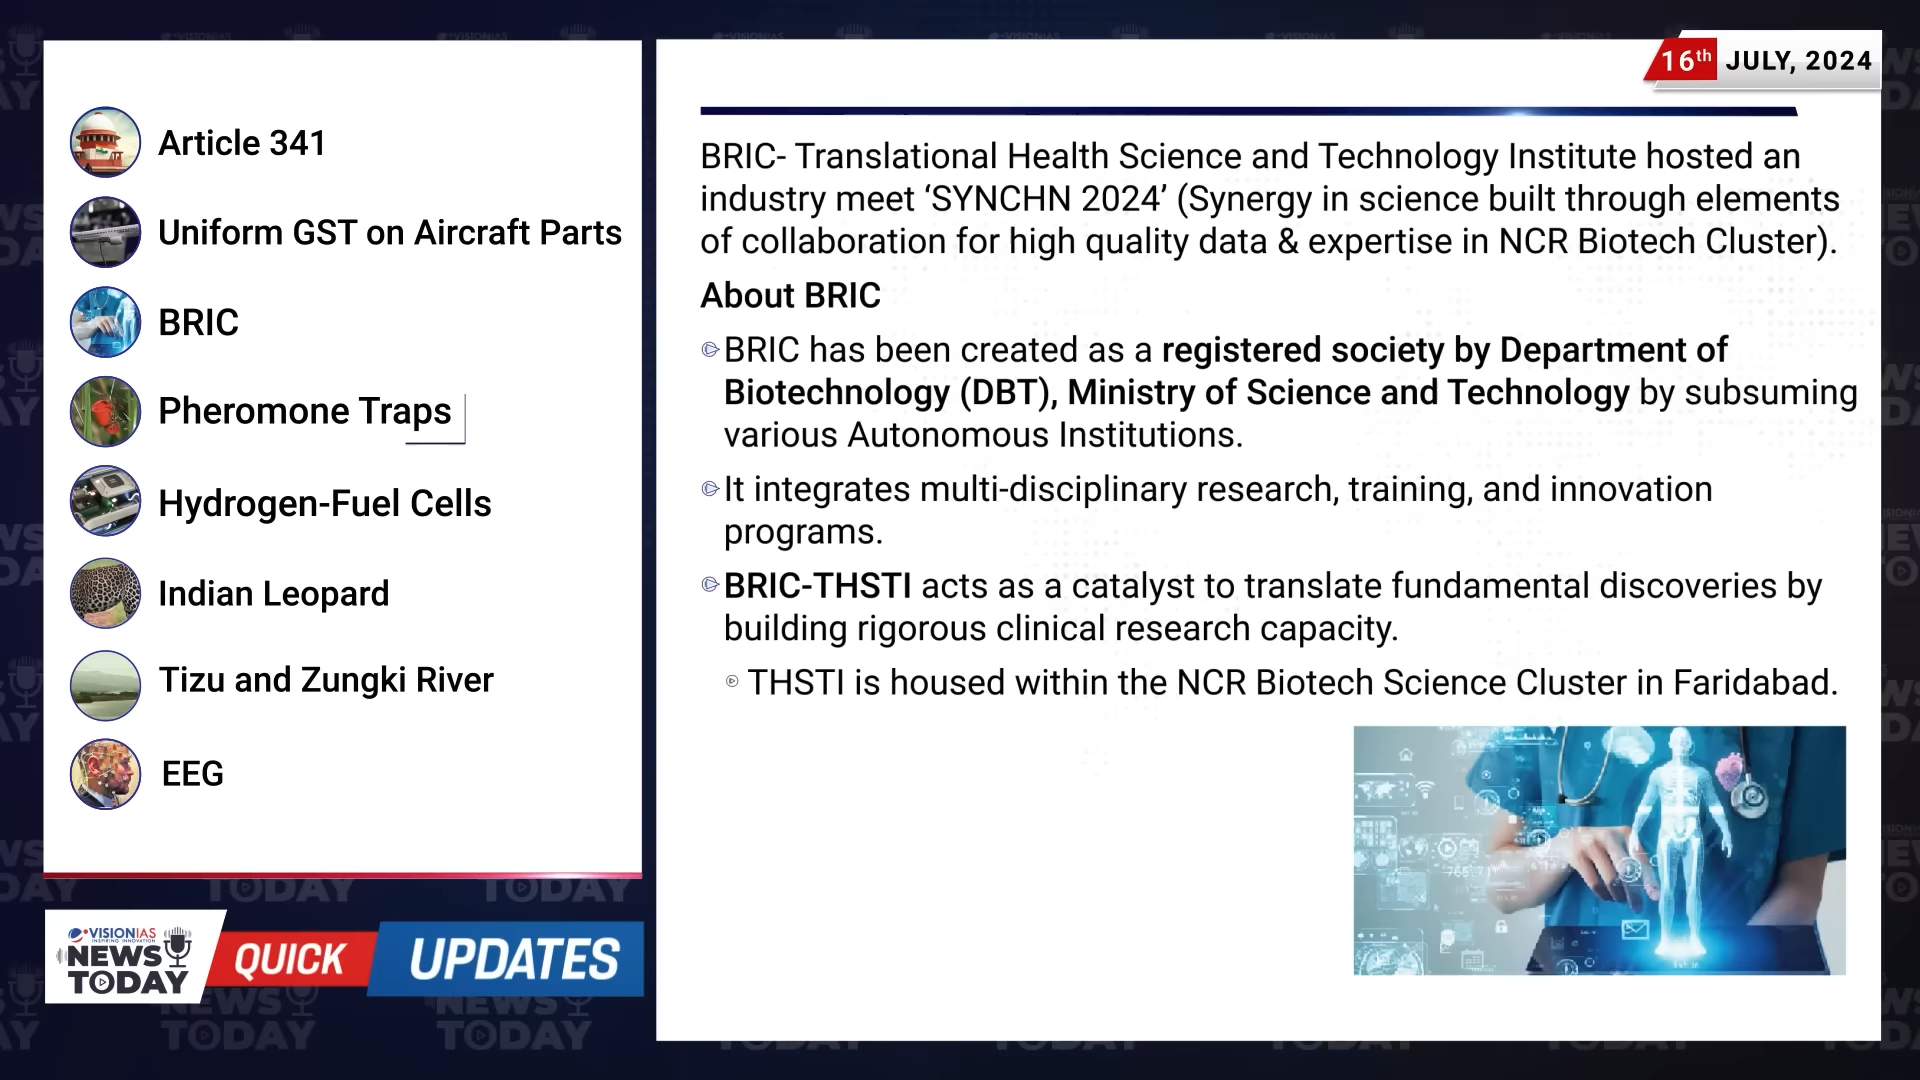 16th JULY, 2024
Article 341
Uniform GST on Aircraft Parts
BRIC
Pheromone Traps
Hydrogen-Fuel Cells
Indian Leopard
Tizu and Zungki River
EEG
BRIC- Translational Health Science and Technology Institute hosted an
industry meet ‘SYNCHN 2024’ (Synergy in science built through elements
of collaboration for high quality data & expertise in NCR Biotech Cluster).
About BRIC
BRIC has been created as a registered society by Department of
Biotechnology (DBT), Ministry of Science and Technology by subsuming
various Autonomous Institutions.
It integrates multi-disciplinary research, training, and innovation
programs.
BRIC-THSTI acts as a catalyst to translate fundamental discoveries by
building rigorous clinical research capacity.
THSTI is housed within the NCR Biotech Science Cluster in Faridabad.
VISIONIAS
INSPIRING INNOVATION
NEWS
TODAY
QUICK UPDATES